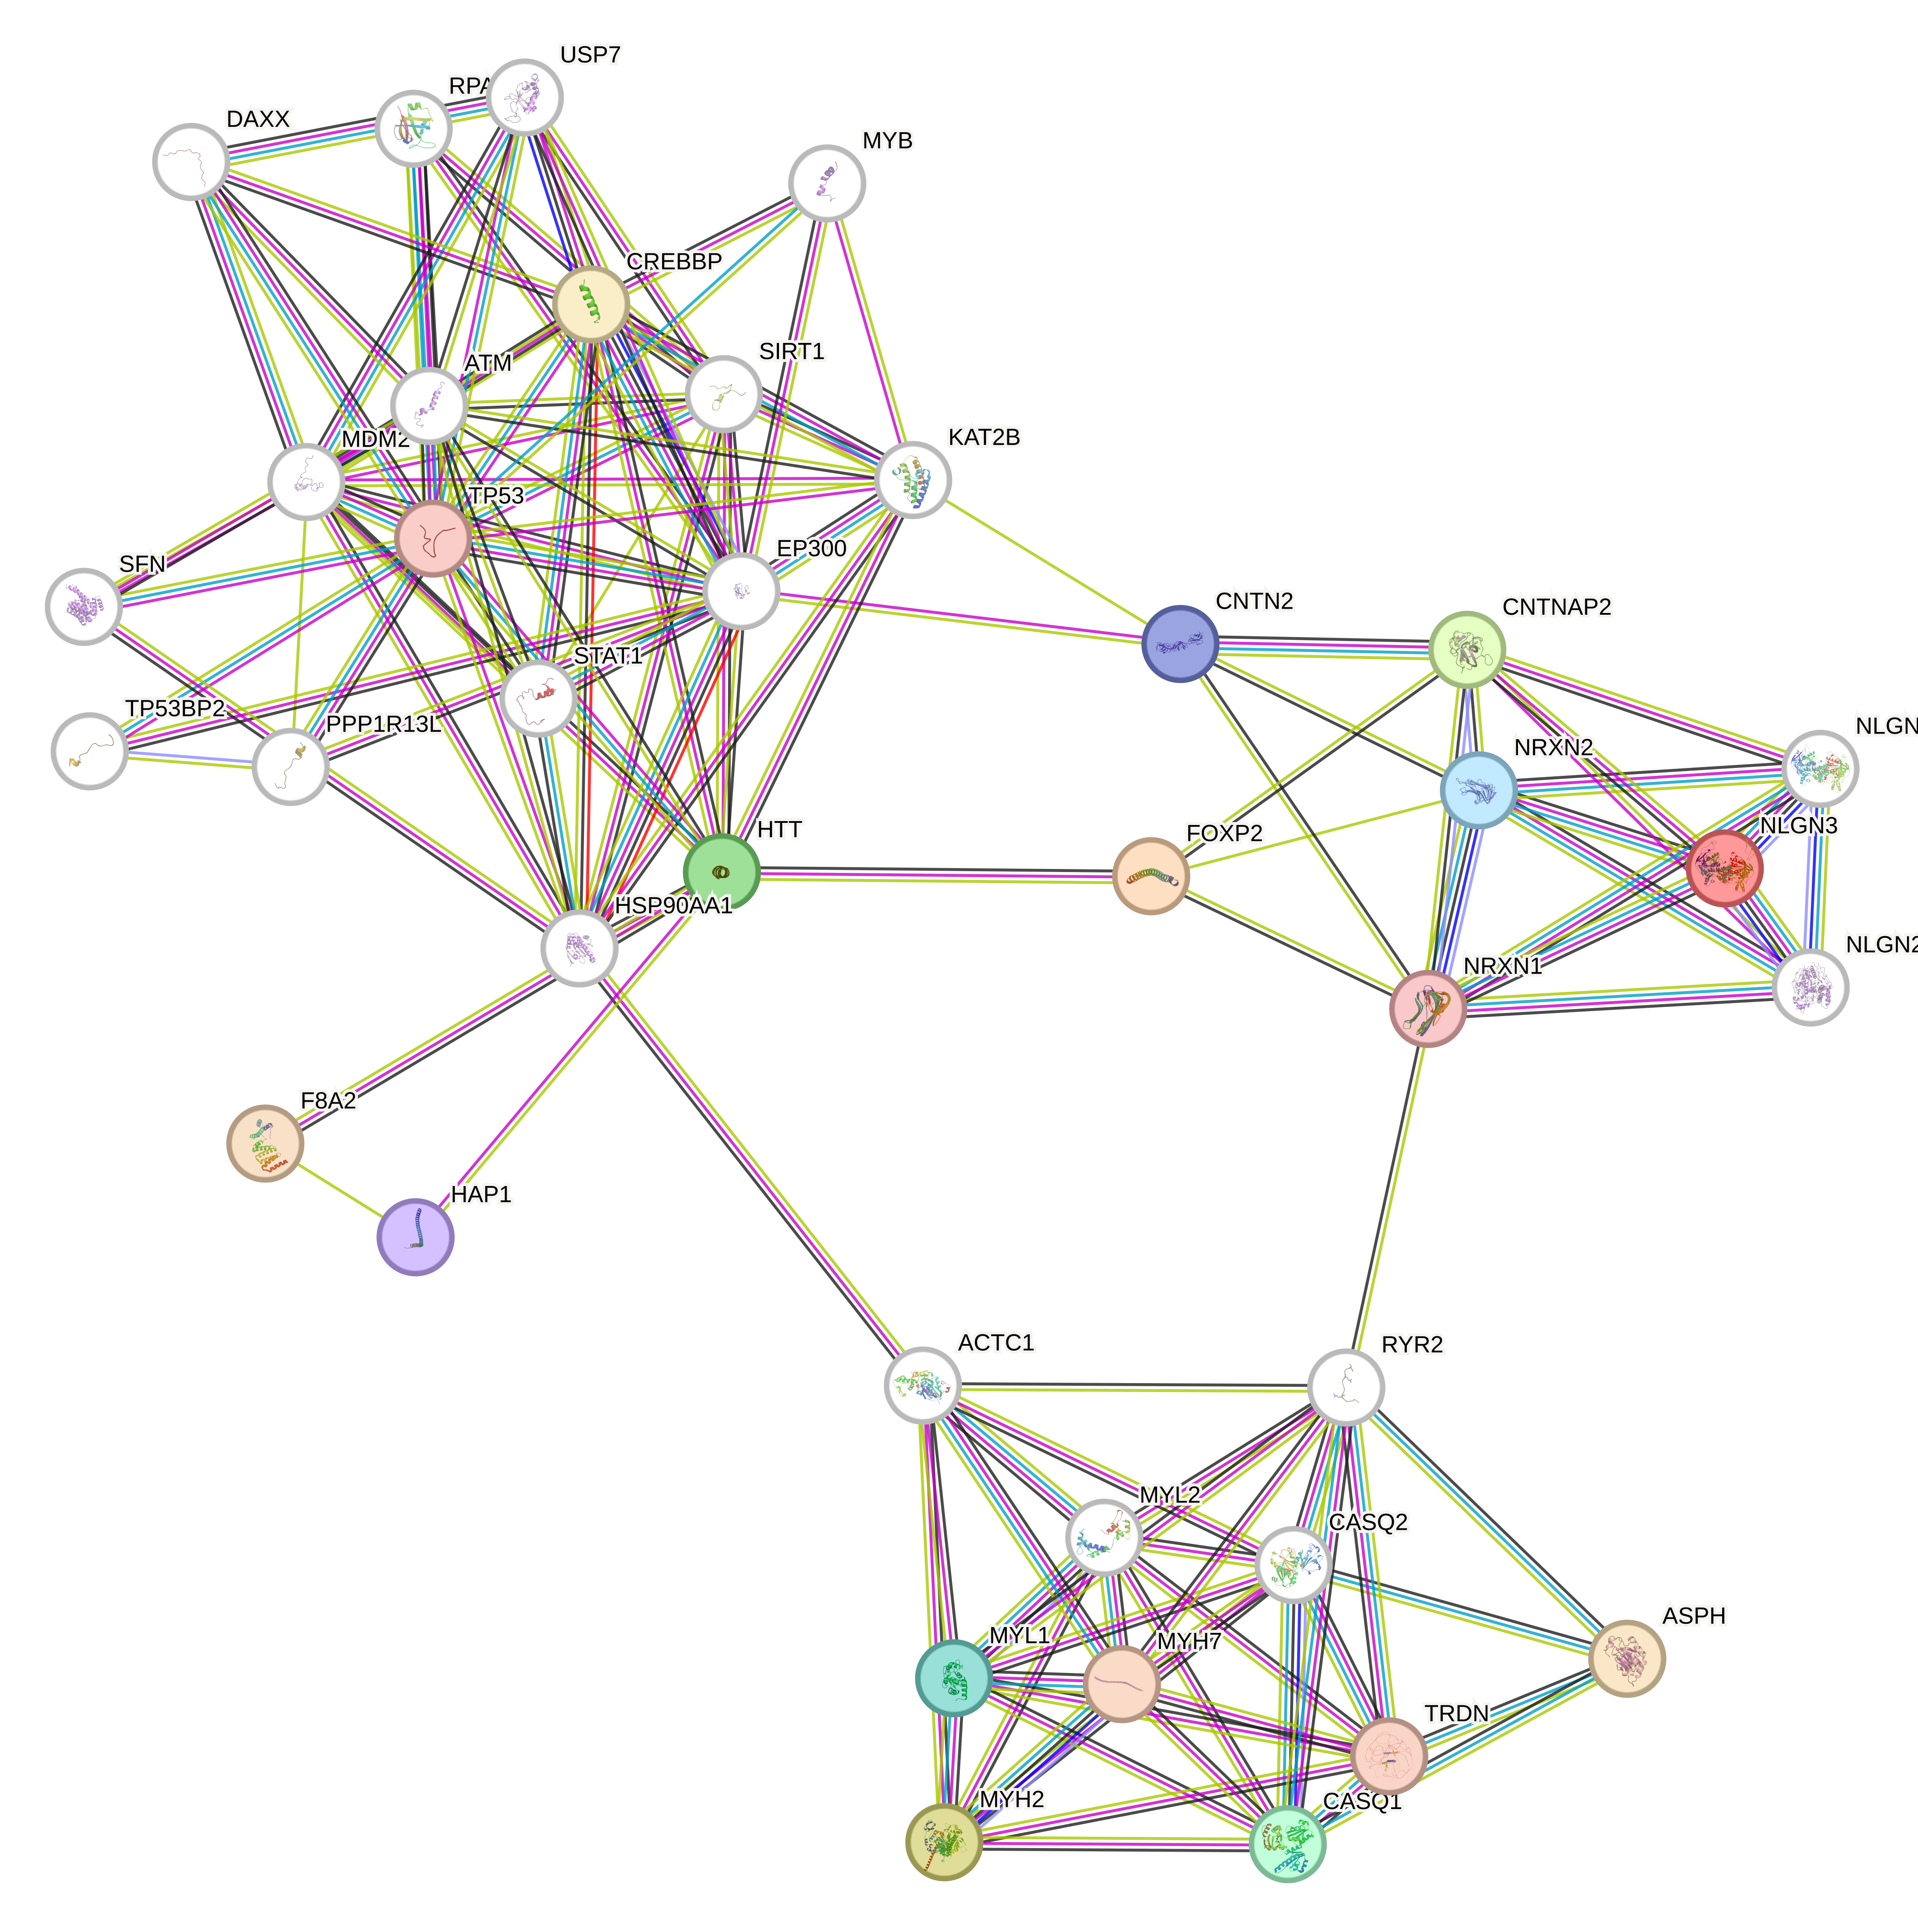 USP7
RPA
DAXX
MYB
CREBBP
SIRT1
ATM
MDM2
KAT2B
TP53
EP300
SFN
CNTN2
CNTNAP2
STAT1
TP53BP2
PPP1R13L
NLGN
NRXN2
HTT
FOXP2
NLGN3
HSP90AA1
NLGN2
NRXN1
F8A2
HAP1
ACTC1
RYR2
MYL2
CASQ2
ASPH
MYL1
MYH7
TRDN
MYH2
CASQ1